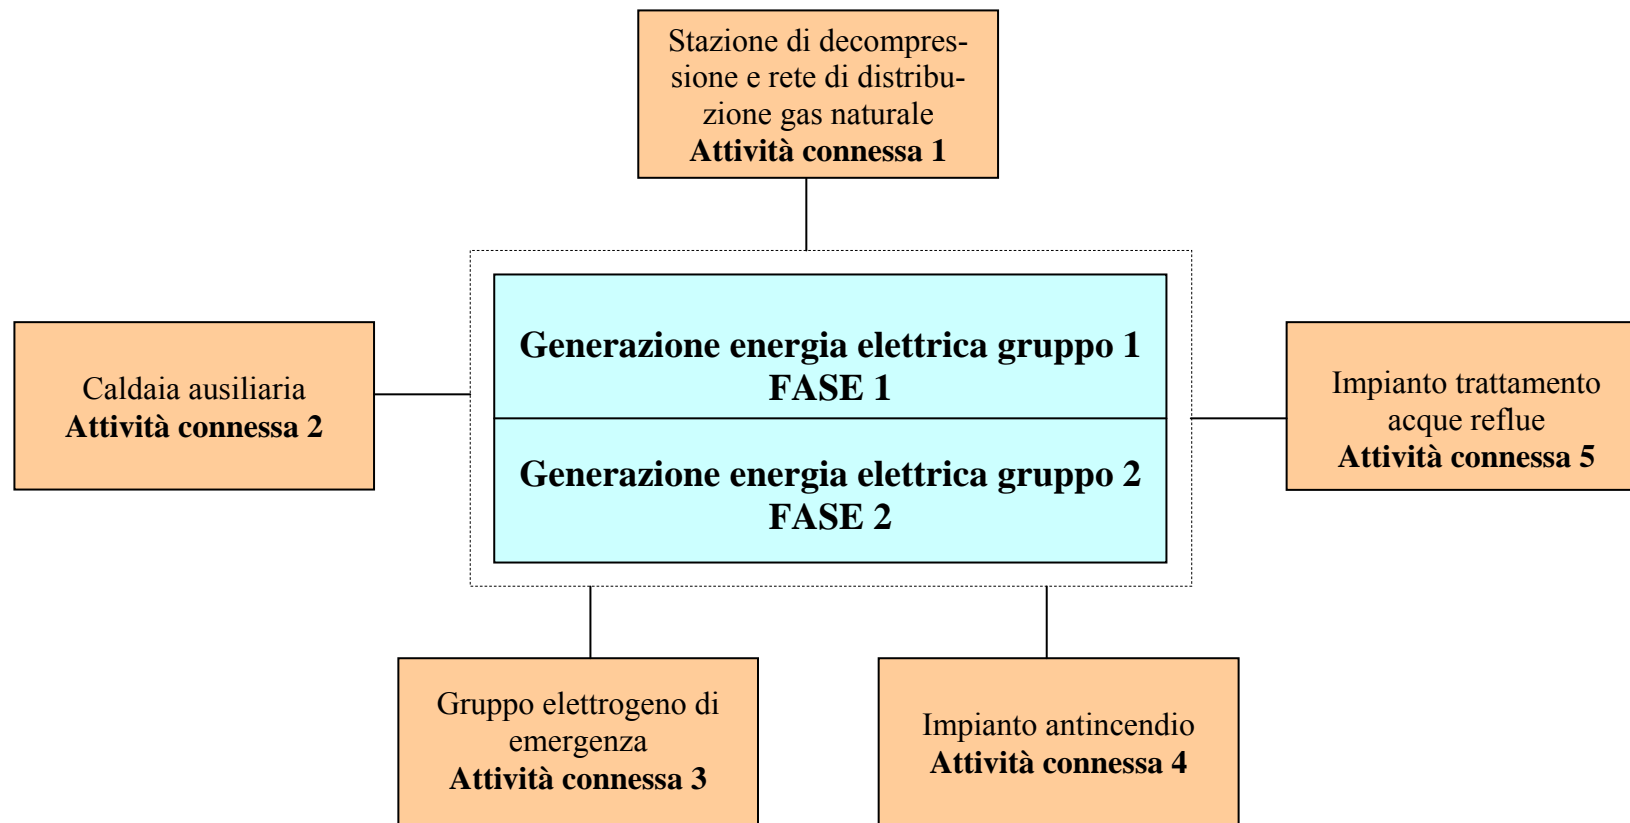 Stazione di decompres-
sione e rete di distribu-
zione gas naturale
Attività connessa 1
Generazione energia elettrica gruppo 1
FASE 1
Caldaia ausiliaria
Attività connessa 2
Impianto trattamento
acque reflue
Attività connessa 5
Generazione energia elettrica gruppo 2
FASE 2
Gruppo elettrogeno di
emergenza
Attività connessa 3
Impianto antincendio
Attività connessa 4